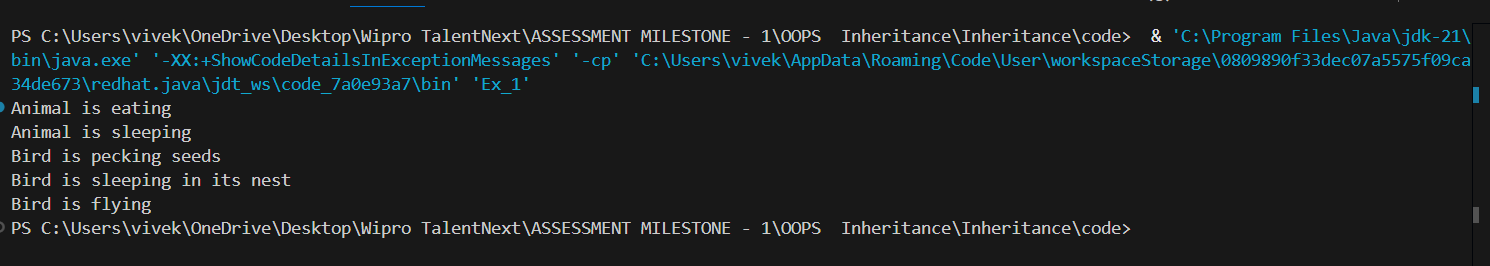 PS C:\Users\vivek\OneDrive\Desktop\Wipro TalentNext\ASSESSMENT MILESTONE - 1\OOPS  Inheritance\Inheritance\code>  & 'C:\Program Files\Java\jdk-21\
bin\java.exe' '-XX:+ShowCodeDetailsInExceptionMessages' '-cp' 'C:\Users\vivek\AppData\Roaming\Code\User\workspaceStorage\0809890f33dec07a5575f09ca
34de673\redhat.java\jdt_ws\code_7a0e93a7\bin' 'Ex_1'
Animal is eating
Animal is sleeping
Bird is pecking seeds
Bird is sleeping in its nest
Bird is flying
PS C:\Users\vivek\OneDrive\Desktop\Wipro TalentNext\ASSESSMENT MILESTONE - 1\OOPS  Inheritance\Inheritance\code>